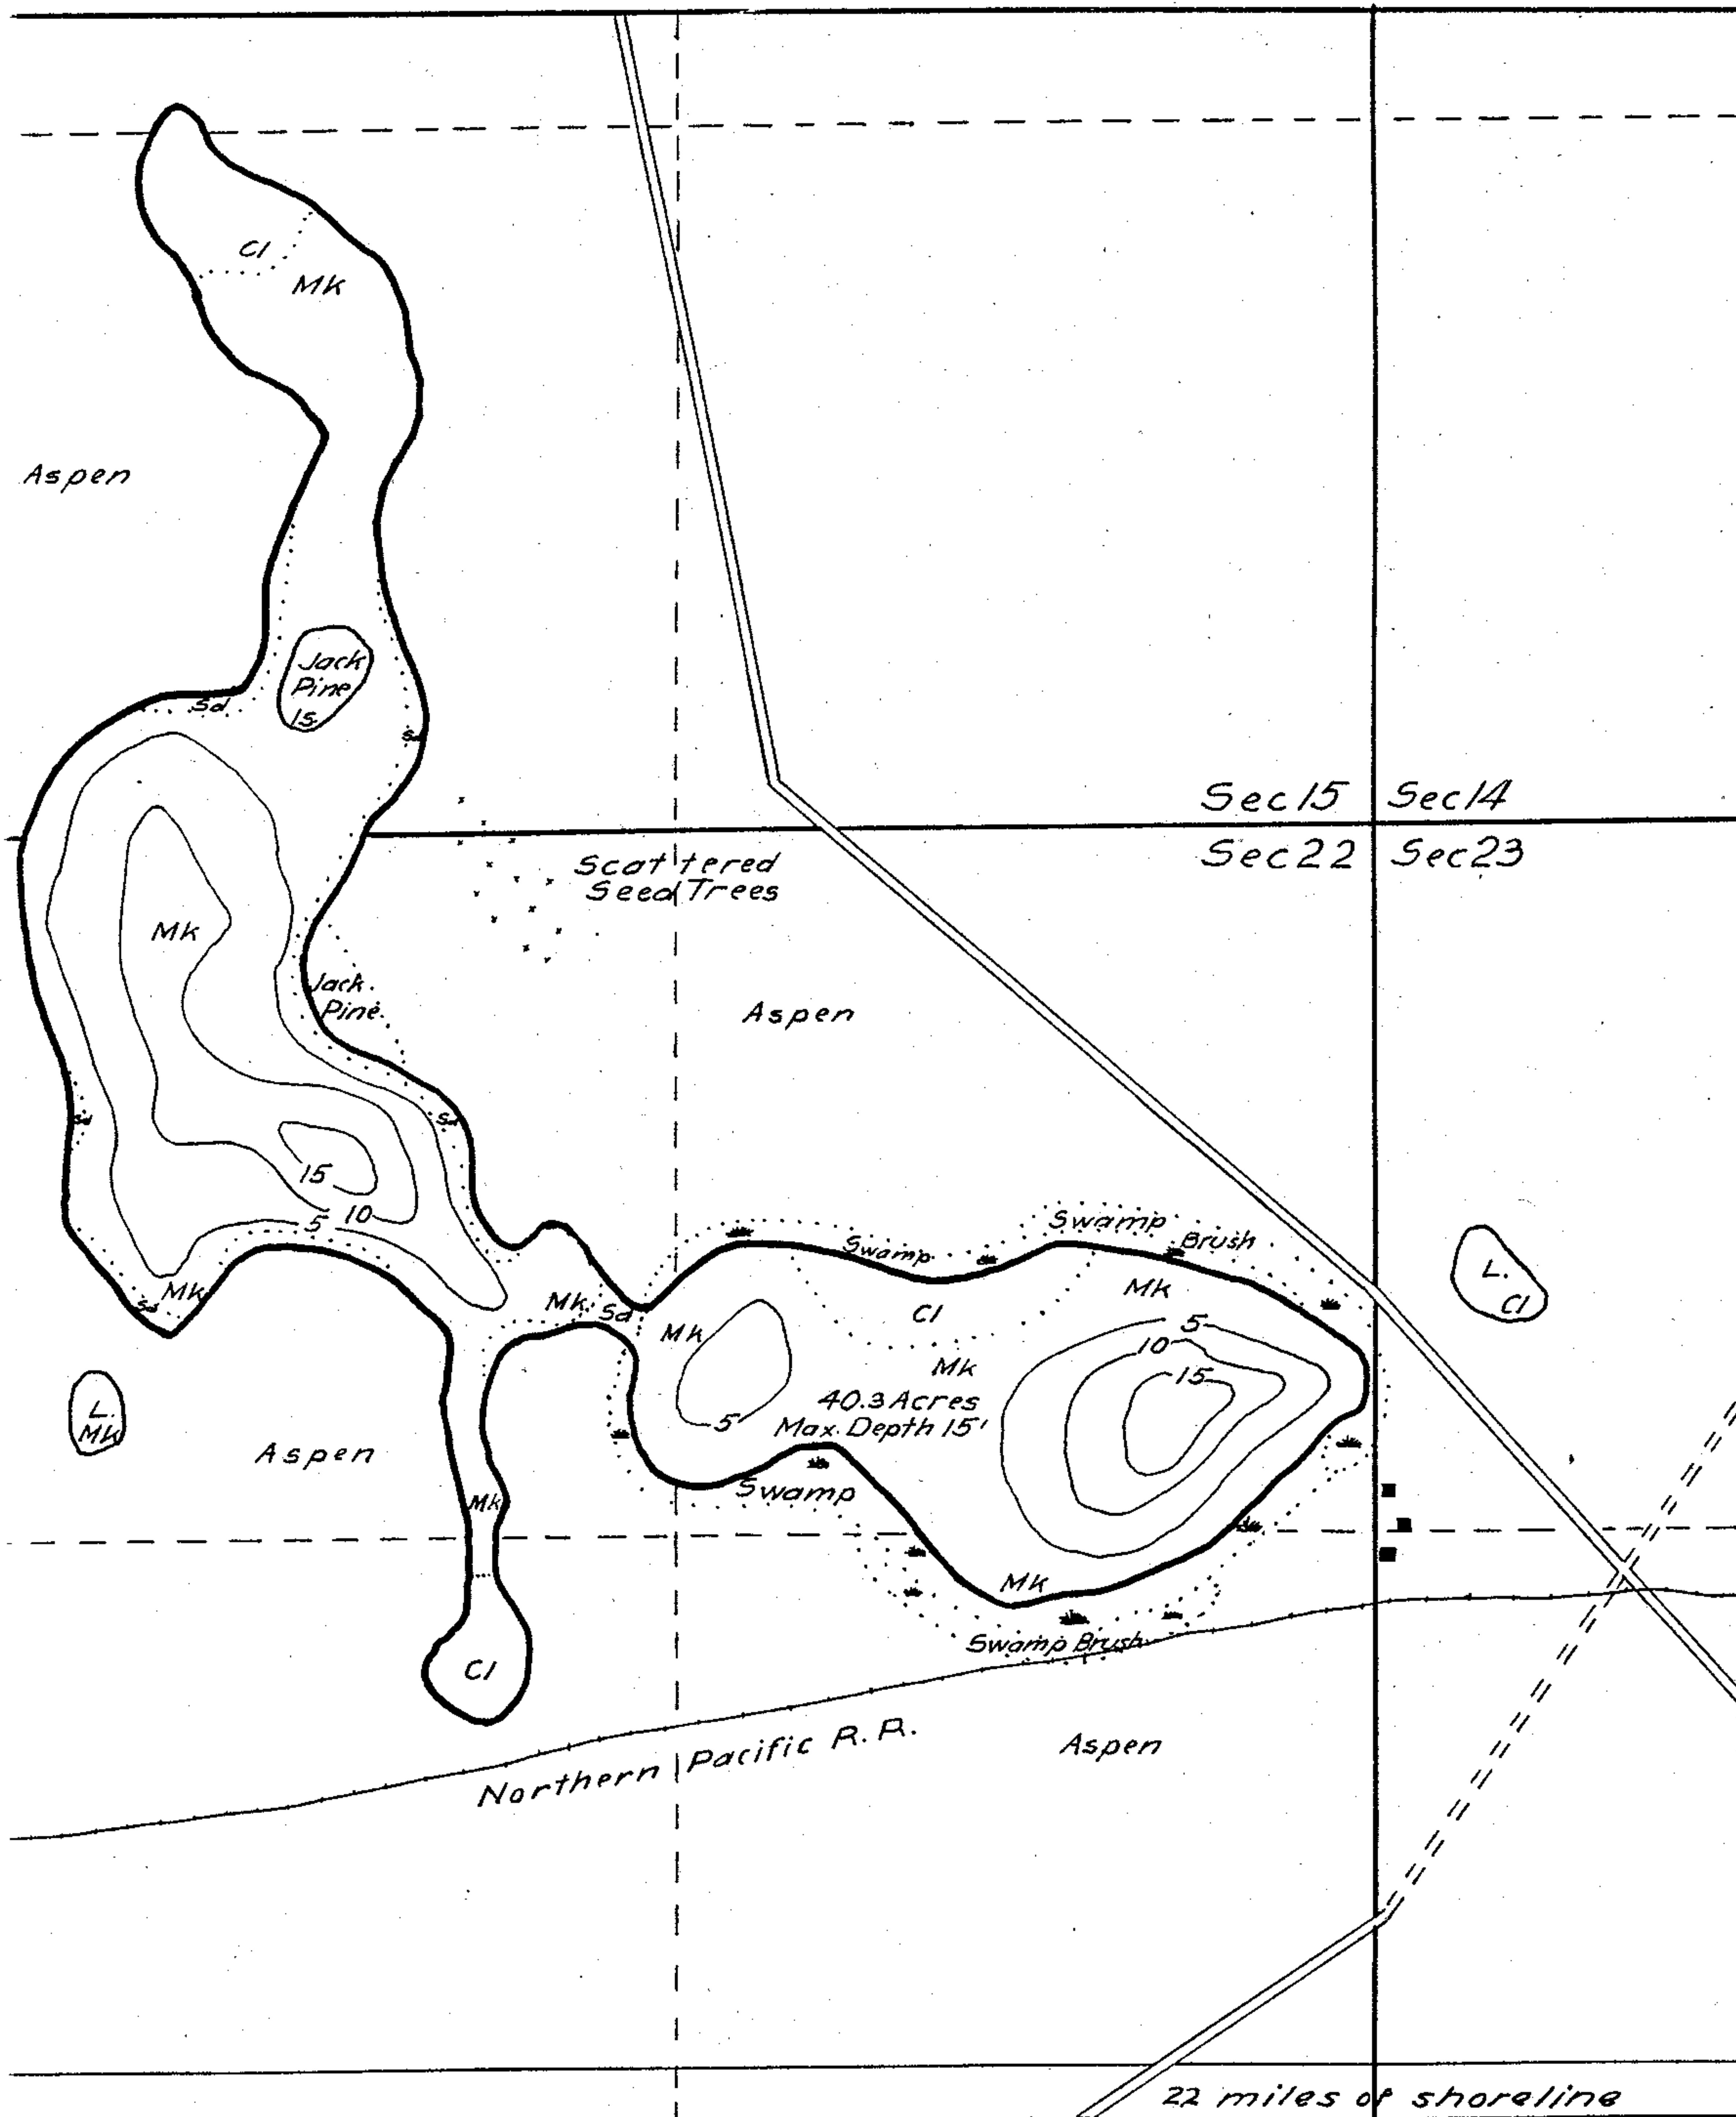 Cl
Mk
Aspen
Jack
Pine
Is.
Sd
Sd
Sec 15
Sec 14
Sec 22
Sec 23
Scattered
Seed Trees
Mk
Jack
Pine
Aspen
Sd
Sd
15
5
10
Mk
Sd
Mk
Sd
Swamp
Swamp
Brush
L.
Cl
Mk
Cl
Mk
5
10
15
Mk
40.3 Acres
Max. Depth 15'
5
L.
Mk
Aspen
Mk
Swamp
Mk
Swamp Brush
Cl
Northern Pacific R.R.
Aspen
22 miles of shoreline